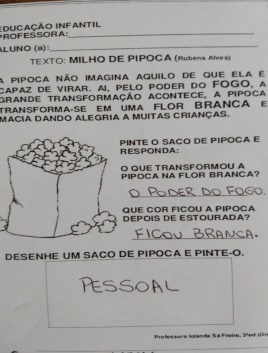 EDUCAÇÃO INFANTIL
PROFESSORA:
ALUNO (a):
TEXTO: MILHO DE PIPOCA (Rubens Alves)
A PIPOCA NÃO IMAGINA AQUILO DE QUE ELA É
CAPAZ DE VIRAR. AI, PELO PODER DO FOGO, A
GRANDE TRANSFORMAÇÃO ACONTECE, A PIPOCA
TRANSFORMA-SE EM UMA FLOR BRANCA E
MACIA DANDO ALEGRIA A MUITAS CRIANÇAS.
PINTE O SACO DE PIPOCA E
RESPONDA:
O QUE TRANSFORMOU A
PIPOCA NA FLOR BRANCA?
O PODER DO FOGO.
QUE COR FICOU A PIPOCA
DEPOIS DE ESTOURADA?
FICOU BRANCA.
DESENHE UM SACO DE PIPOCA E PINTE-O.
PESSOAL
Professora Iolanda Sá Freire, 3ªed.